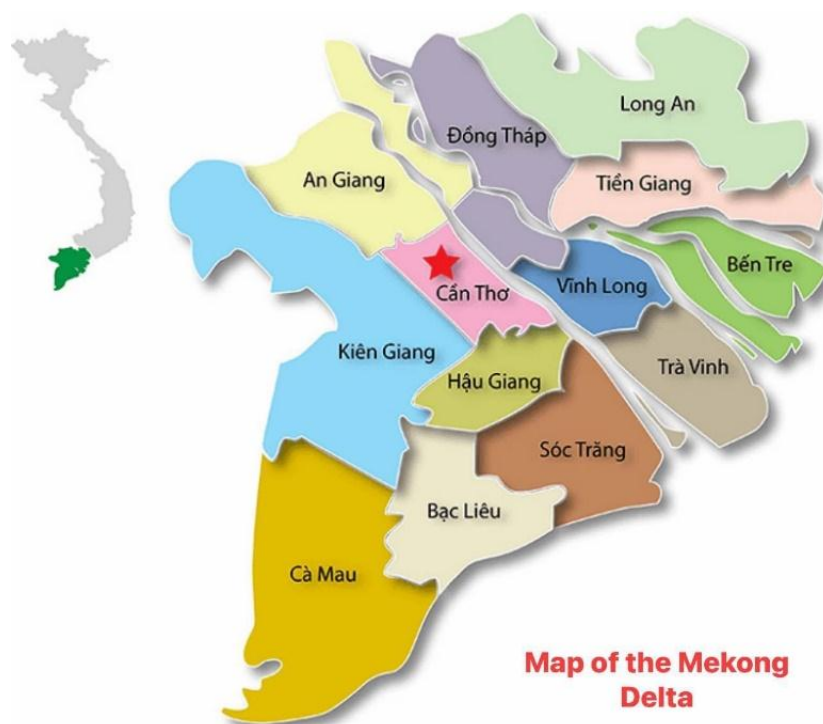 Long An
Đồng Tháp
An Giang
Tiền Giang
Bến Tre
Cần Thơ
Vĩnh Long
Kiên Giang
Hậu Giang
Trà Vinh
Sóc Trăng
Bạc Liêu
Cà Mau
Map of the Mekong
Delta